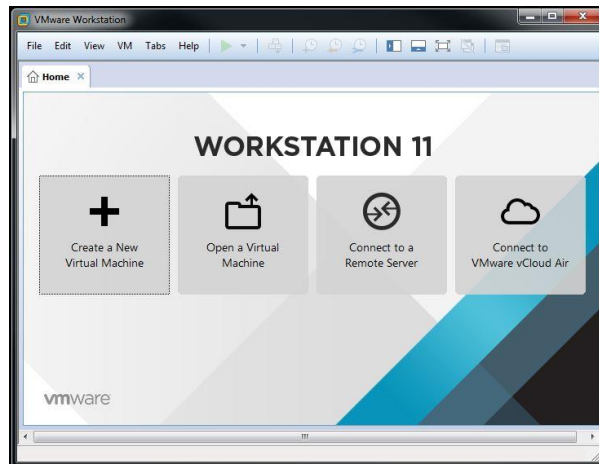 VMware Workstation
File Edit View VM Tabs Help
Home
WORKSTATION 11
Create a New
Virtual Machine
Open a Virtual
Machine
Connect to a
Remote Server
Connect to
VMware vCloud Air
vmware